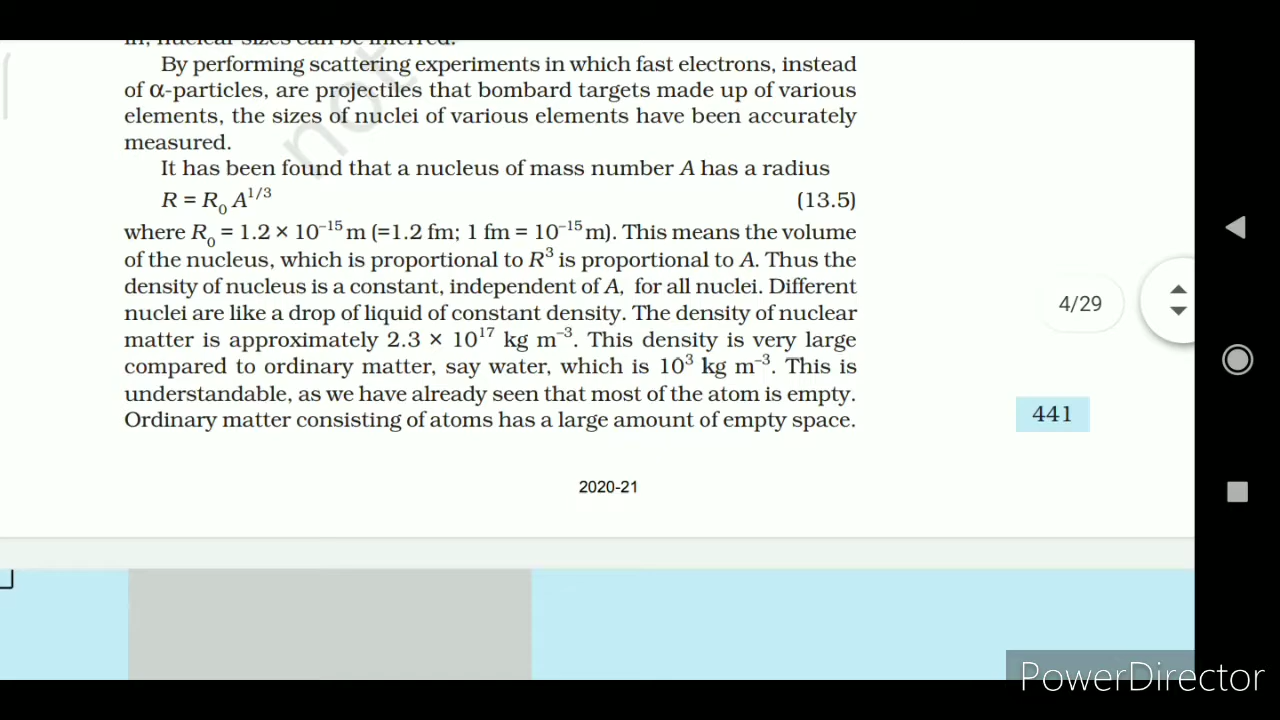 in, nuclear sizes can be inferred.
By performing scattering experiments in which fast electrons, instead
of α-particles, are projectiles that bombard targets made up of various
elements, the sizes of nuclei of various elements have been accurately
measured.
It has been found that a nucleus of mass number A has a radius
R = R₀ A¹ᐟ³ (13.5)
where R₀ = 1.2 × 10⁻¹⁵ m (=1.2 fm; 1 fm = 10⁻¹⁵ m). This means the volume
of the nucleus, which is proportional to R³ is proportional to A. Thus the
density of nucleus is a constant, independent of A, for all nuclei. Different
nuclei are like a drop of liquid of constant density. The density of nuclear
matter is approximately 2.3 × 10¹⁷ kg m⁻³. This density is very large
compared to ordinary matter, say water, which is 10³ kg m⁻³. This is
understandable, as we have already seen that most of the atom is empty.
Ordinary matter consisting of atoms has a large amount of empty space.
not
4/29
441
2020-21
PowerDirector